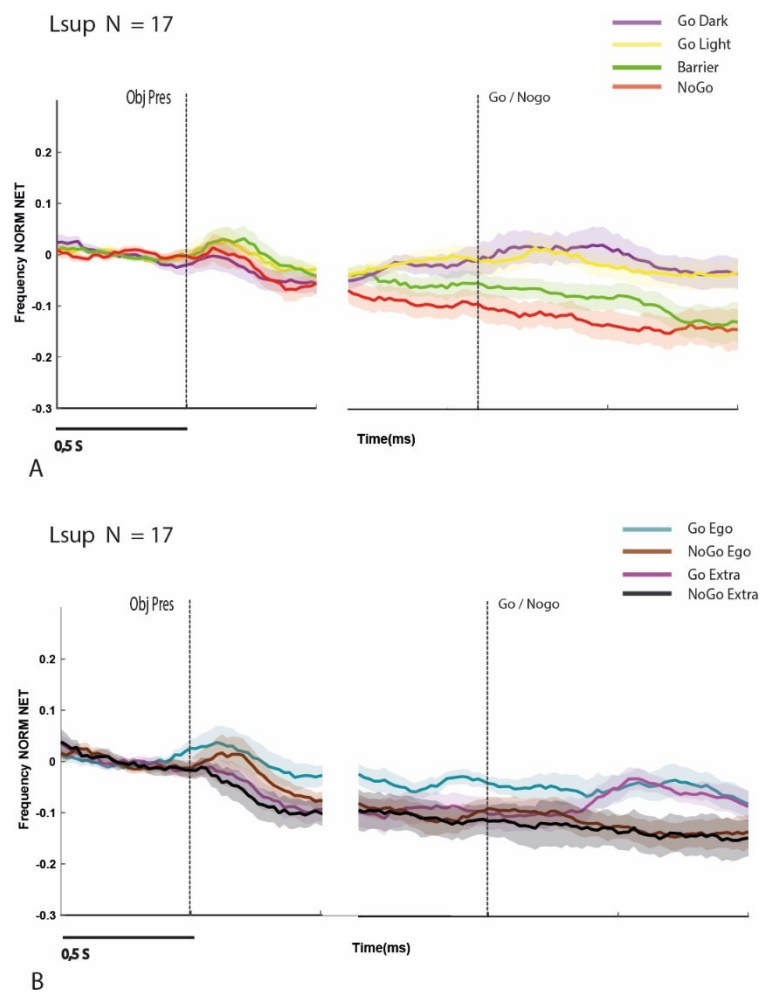 Lsup N = 17
Go Dark
Go Light
Barrier
NoGo
Obj Pres
Go / Nogo
Frequency NORM NET
0.2
0.1
0
-0.1
-0.2
-0.3
0,5 S
Time(ms)
A
Lsup N = 17
Go Ego
NoGo Ego
Go Extra
NoGo Extra
Obj Pres
Go / Nogo
Frequency NORM NET
0.2
0.1
0
-0.1
-0.2
-0.3
0,5 S
Time(ms)
B